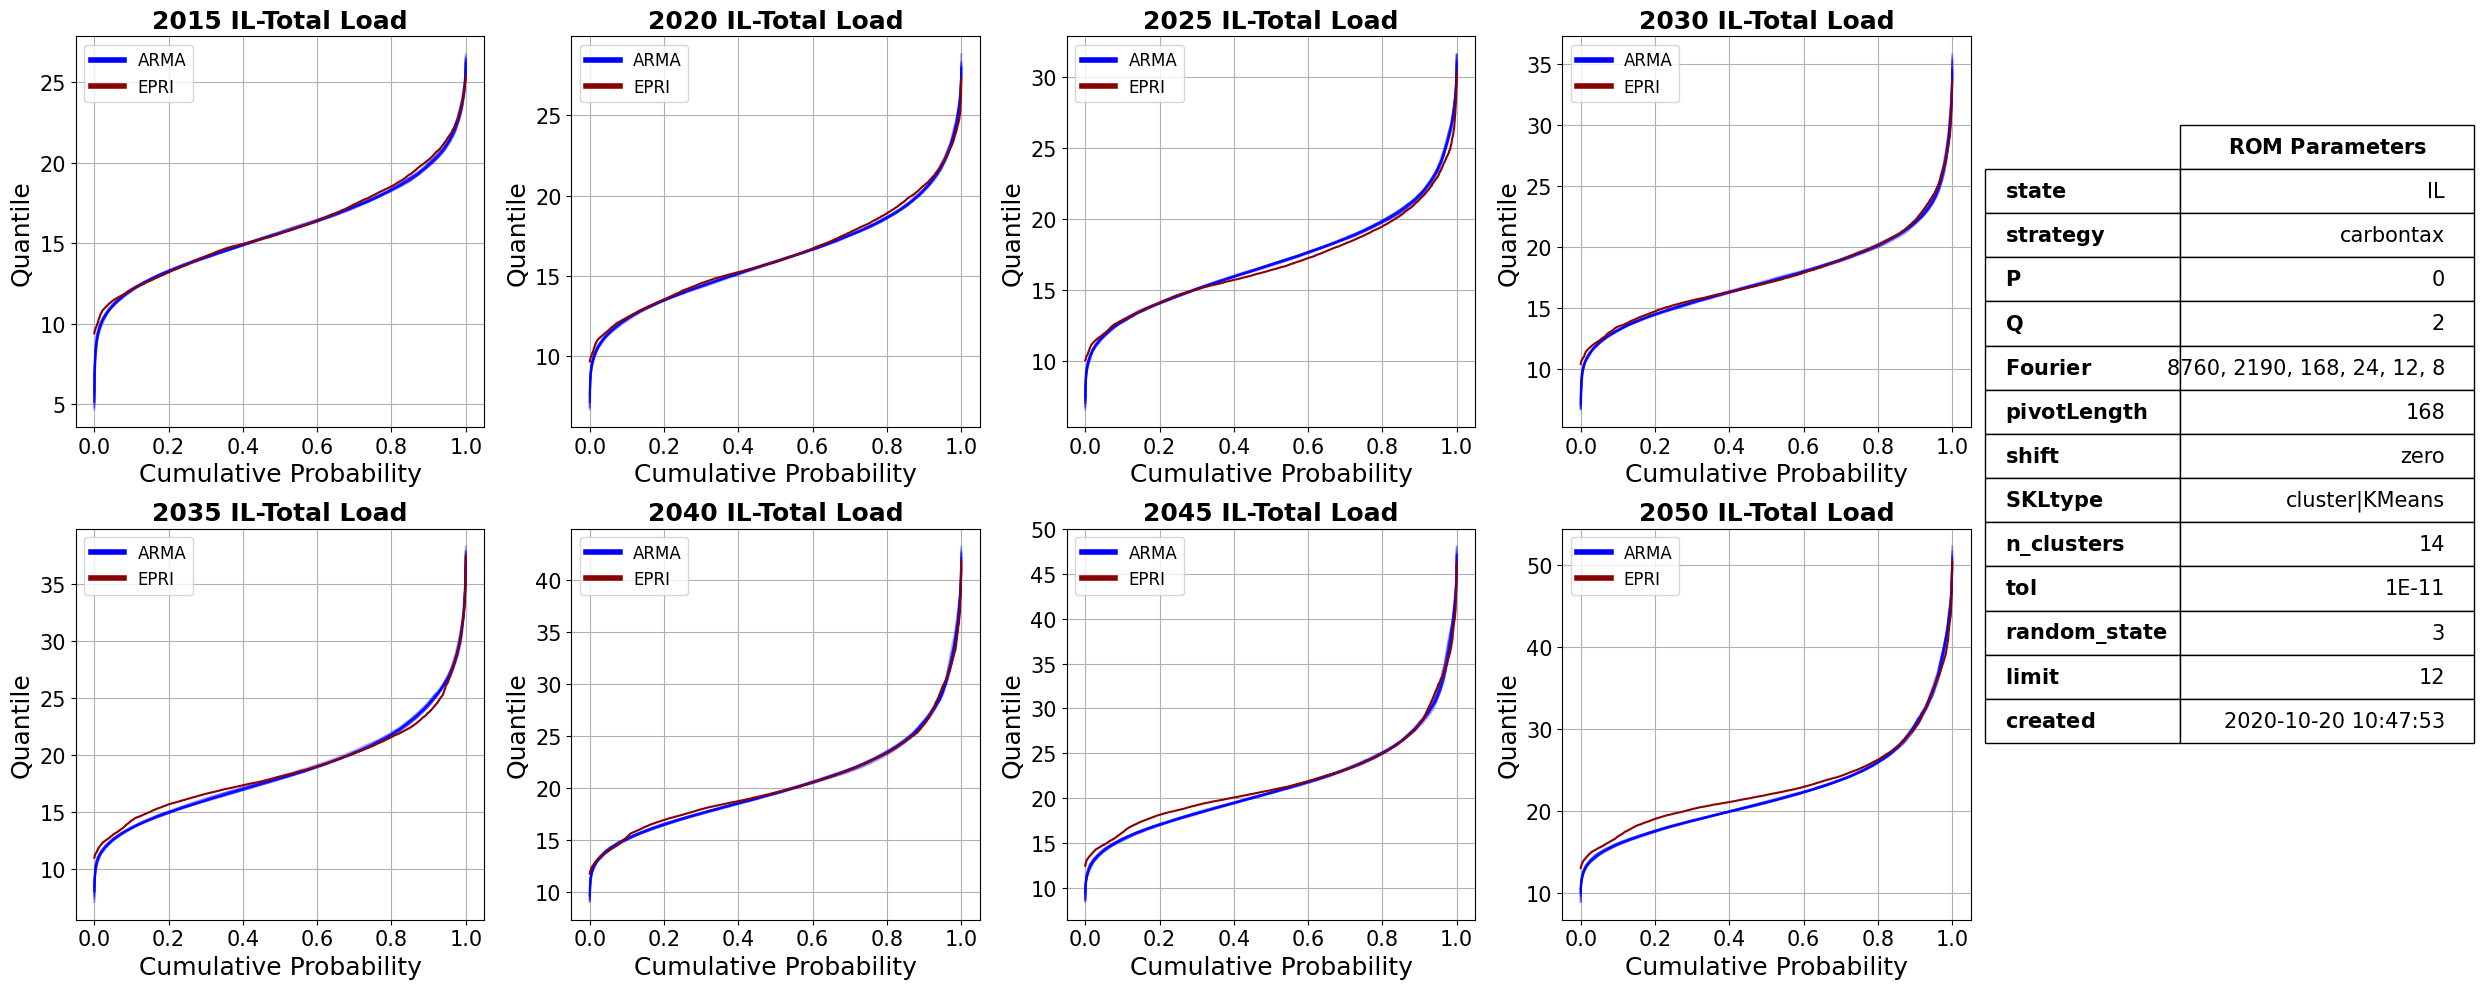 2015 IL-Total Load
ARMA
EPRI
25
20
15
10
5
Quantile
0.0 0.2 0.4 0.6 0.8 1.0
Cumulative Probability
2020 IL-Total Load
ARMA
EPRI
25
20
15
10
Quantile
0.0 0.2 0.4 0.6 0.8 1.0
Cumulative Probability
2025 IL-Total Load
ARMA
EPRI
30
25
20
15
10
Quantile
0.0 0.2 0.4 0.6 0.8 1.0
Cumulative Probability
2030 IL-Total Load
ARMA
EPRI
35
30
25
20
15
10
Quantile
0.0 0.2 0.4 0.6 0.8 1.0
Cumulative Probability
2035 IL-Total Load
ARMA
EPRI
35
30
25
20
15
10
Quantile
0.0 0.2 0.4 0.6 0.8 1.0
Cumulative Probability
2040 IL-Total Load
ARMA
EPRI
40
35
30
25
20
15
10
Quantile
0.0 0.2 0.4 0.6 0.8 1.0
Cumulative Probability
2045 IL-Total Load
ARMA
EPRI
50
45
40
35
30
25
20
15
10
Quantile
0.0 0.2 0.4 0.6 0.8 1.0
Cumulative Probability
2050 IL-Total Load
ARMA
EPRI
50
40
30
20
10
Quantile
0.0 0.2 0.4 0.6 0.8 1.0
Cumulative Probability
ROM Parameters
state IL
strategy carbontax
P 0
Q 2
Fourier 8760, 2190, 168, 24, 12, 8
pivotLength 168
shift zero
SKLtype cluster|KMeans
n_clusters 14
tol 1E-11
random_state 3
limit 12
created 2020-10-20 10:47:53